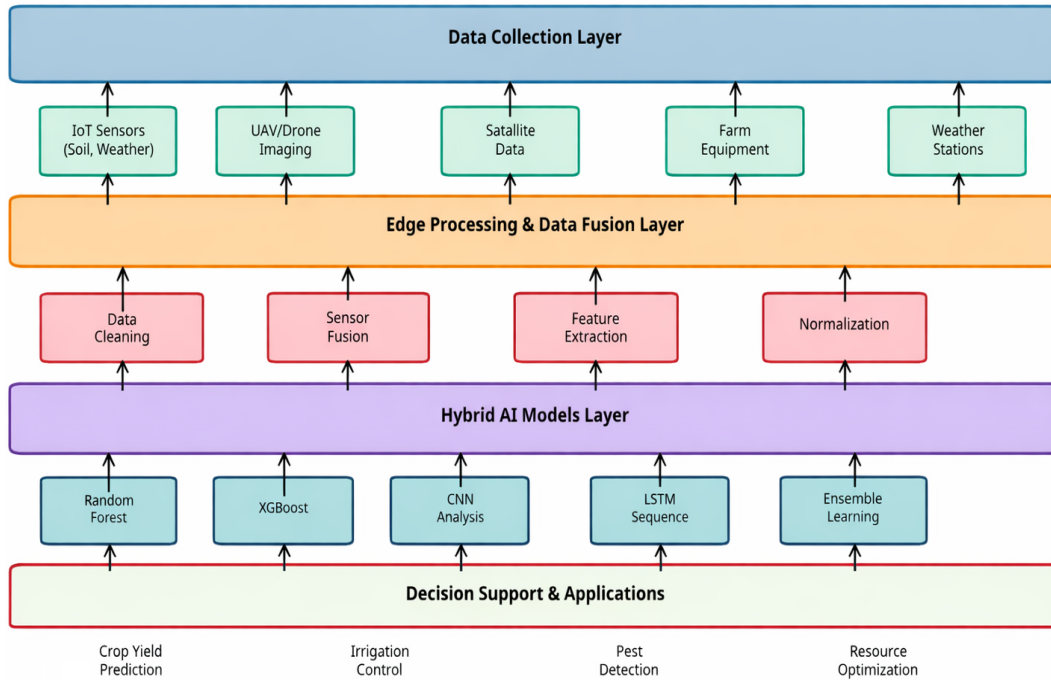 Data Collection Layer
IoT Sensors
(Soil, Weather)
UAV/Drone
Imaging
Satallite
Data
Farm
Equipment
Weather
Stations
Edge Processing & Data Fusion Layer
Data
Cleaning
Sensor
Fusion
Feature
Extraction
Normalization
Hybrid AI Models Layer
Random
Forest
XGBoost
CNN
Analysis
LSTM
Sequence
Ensemble
Learning
Decision Support & Applications
Crop Yield
Prediction
Irrigation
Control
Pest
Detection
Resource
Optimization